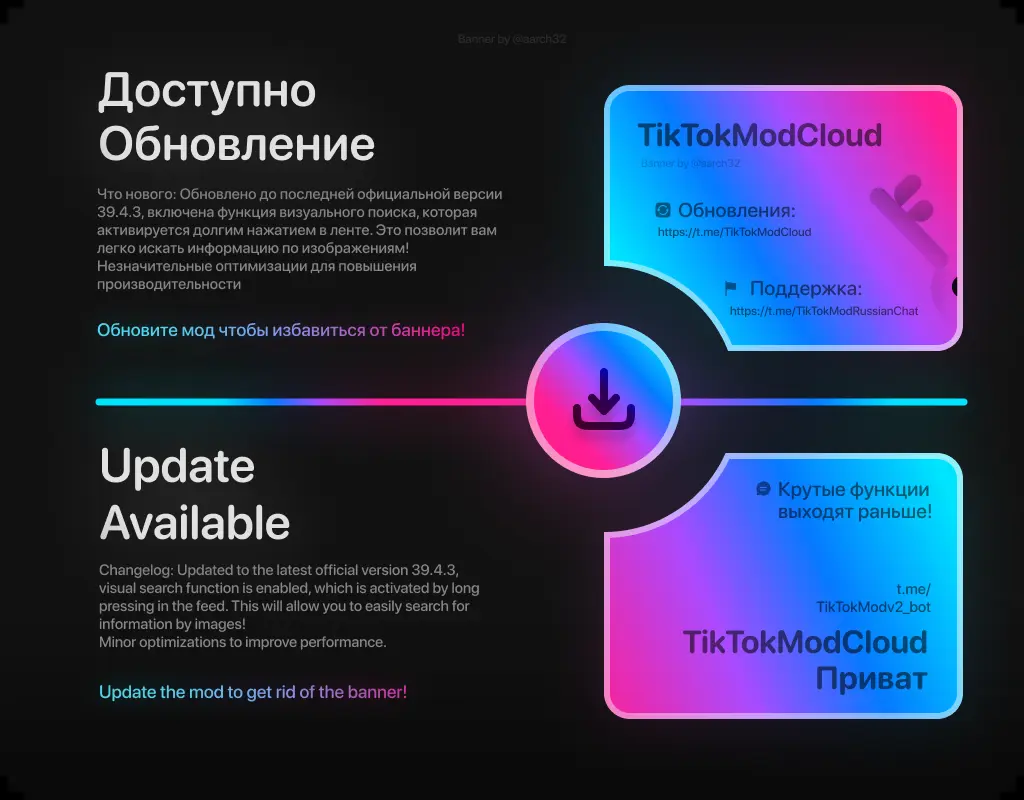 Banner by @sarch32
Доступно
Обновление
Что нового: Обновлено до последней официальной версии
39.4.3, включена функция визуального поиска, которая
активируется долгим нажатием в ленте. Это позволит вам
легко искать информацию по изображениям!
Незначительные оптимизации для повышения
производительности
Обновите мод чтобы избавиться от баннера!
TikTokModCloud
Banner by @sarch32
Обновления:
https://t.me/TikTokModCloud
Поддержка:
https://t.me/TikTokModRussianChat
Update
Available
Changelog: Updated to the latest official version 39.4.3,
visual search function is enabled, which is activated by long
pressing in the feed. This will allow you to easily search for
information by images!
Minor optimizations to improve performance.
Update the mod to get rid of the banner!
Крутые функции
выходят раньше!
t.me/
TikTokModv2_bot
TikTokModCloud
Приват